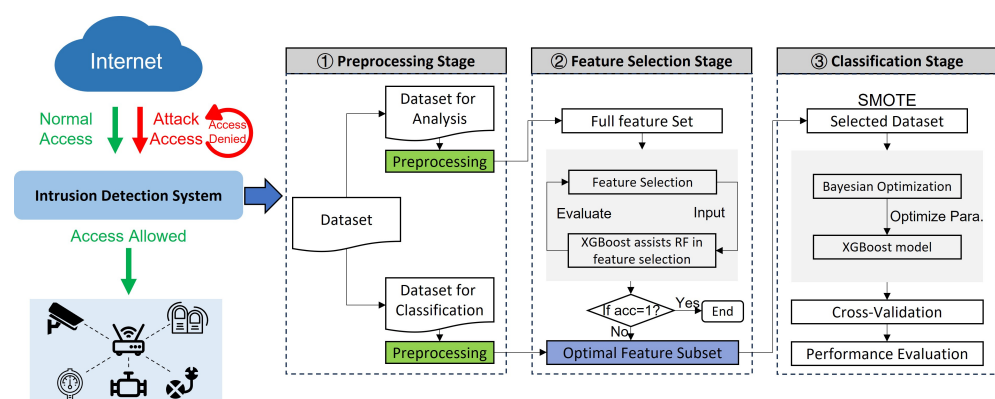 Internet
Normal
Access
Attack
Access
Access
Denied
Intrusion Detection System
Access Allowed
① Preprocessing Stage
Dataset for
Analysis
Preprocessing
Dataset
Dataset for
Classification
Preprocessing
② Feature Selection Stage
Full feature Set
Feature Selection
Evaluate
Input
XGBoost assists RF in
feature selection
If acc=1?
Yes
End
No
Optimal Feature Subset
③ Classification Stage
SMOTE
Selected Dataset
Bayesian Optimization
Optimize Para.
XGBoost model
Cross-Validation
Performance Evaluation